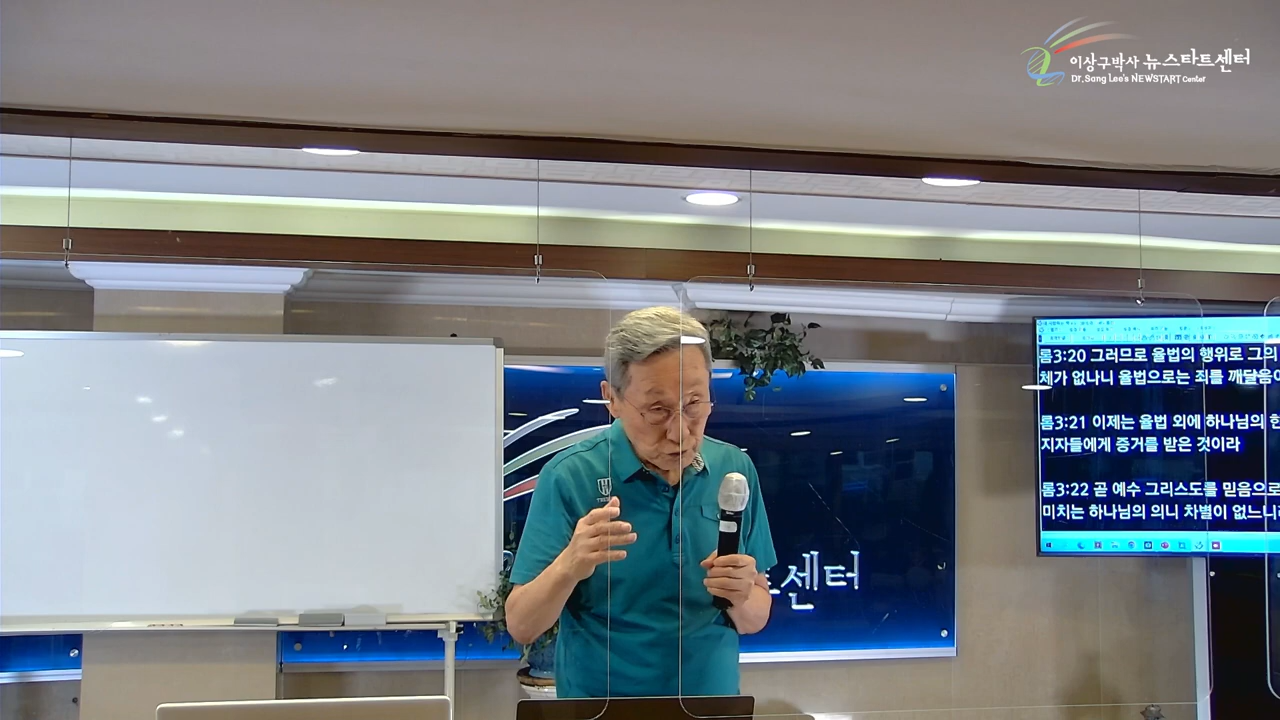 이상구박사 뉴스타트센터
Dr. Sang Lee's NEWSTART Center
롬3:20 그러므로 율법의 행위로 그의
체가 없나니 율법으로는 죄를 깨달음이
롬3:21 이제는 율법 외에 하나님의 한
지자들에게 증거를 받은 것이라
롬3:22 곧 예수 그리스도를 믿음으로
미치는 하나님의 의니 차별이 없느니라
트센터